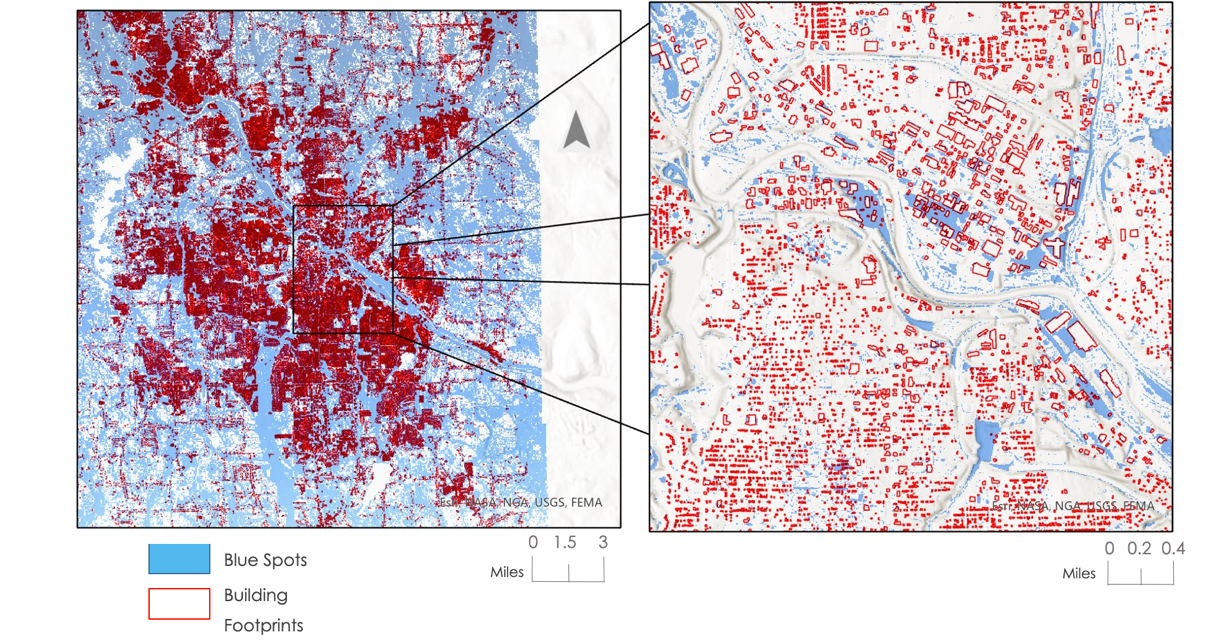 Esri, NASA, NGA, USGS, FEMA
Esri, NASA, NGA, USGS, FEMA
0 1.5 3
Miles
0 0.2 0.4
Miles
Blue Spots
Building
Footprints